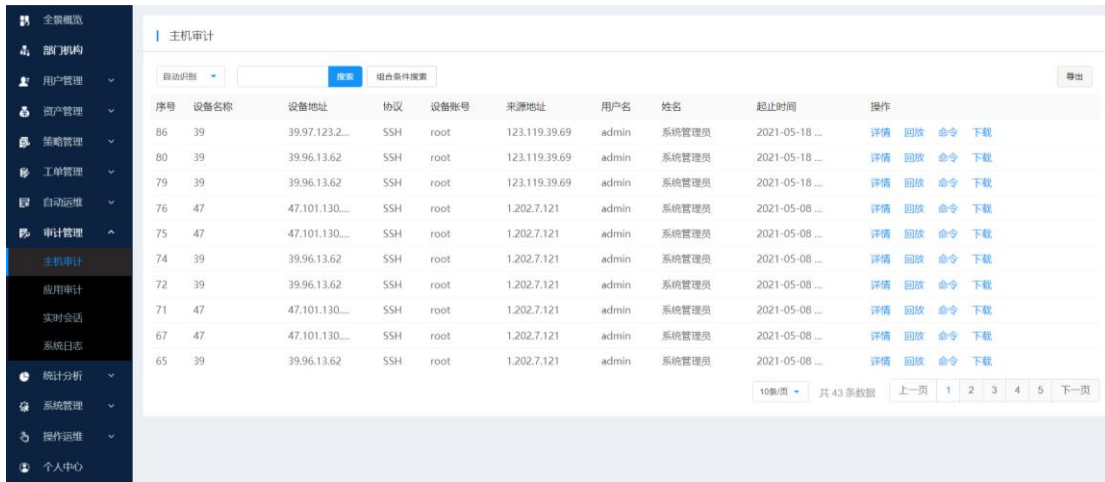 全景概览
部门机构
用户管理
资产管理
策略管理
工单管理
自动运维
审计管理
主机审计
应用审计
实时会话
系统日志
统计分析
系统管理
操作运维
个人中心
主机审计
自动识别 搜索 组合条件搜索 导出
序号 设备名称 设备地址 协议 设备账号 来源地址 用户名 姓名 起止时间 操作
86 39 39.97.123.2... SSH root 123.119.39.69 admin 系统管理员 2021-05-18 ... 详情 回放 命令 下载
80 39 39.96.13.62 SSH root 123.119.39.69 admin 系统管理员 2021-05-18 ... 详情 回放 命令 下载
79 39 39.96.13.62 SSH root 123.119.39.69 admin 系统管理员 2021-05-18 ... 详情 回放 命令 下载
76 47 47.101.130.... SSH root 1.202.7.121 admin 系统管理员 2021-05-08 ... 详情 回放 命令 下载
75 47 47.101.130.... SSH root 1.202.7.121 admin 系统管理员 2021-05-08 ... 详情 回放 命令 下载
74 39 39.96.13.62 SSH root 1.202.7.121 admin 系统管理员 2021-05-08 ... 详情 回放 命令 下载
72 39 39.96.13.62 SSH root 1.202.7.121 admin 系统管理员 2021-05-08 ... 详情 回放 命令 下载
71 47 47.101.130.... SSH root 1.202.7.121 admin 系统管理员 2021-05-08 ... 详情 回放 命令 下载
67 47 47.101.130.... SSH root 1.202.7.121 admin 系统管理员 2021-05-08 ... 详情 回放 命令 下载
65 39 39.96.13.62 SSH root 1.202.7.121 admin 系统管理员 2021-05-08 ... 详情 回放 命令 下载
10条/页 共 43 条数据 上一页 1 2 3 4 5 下一页